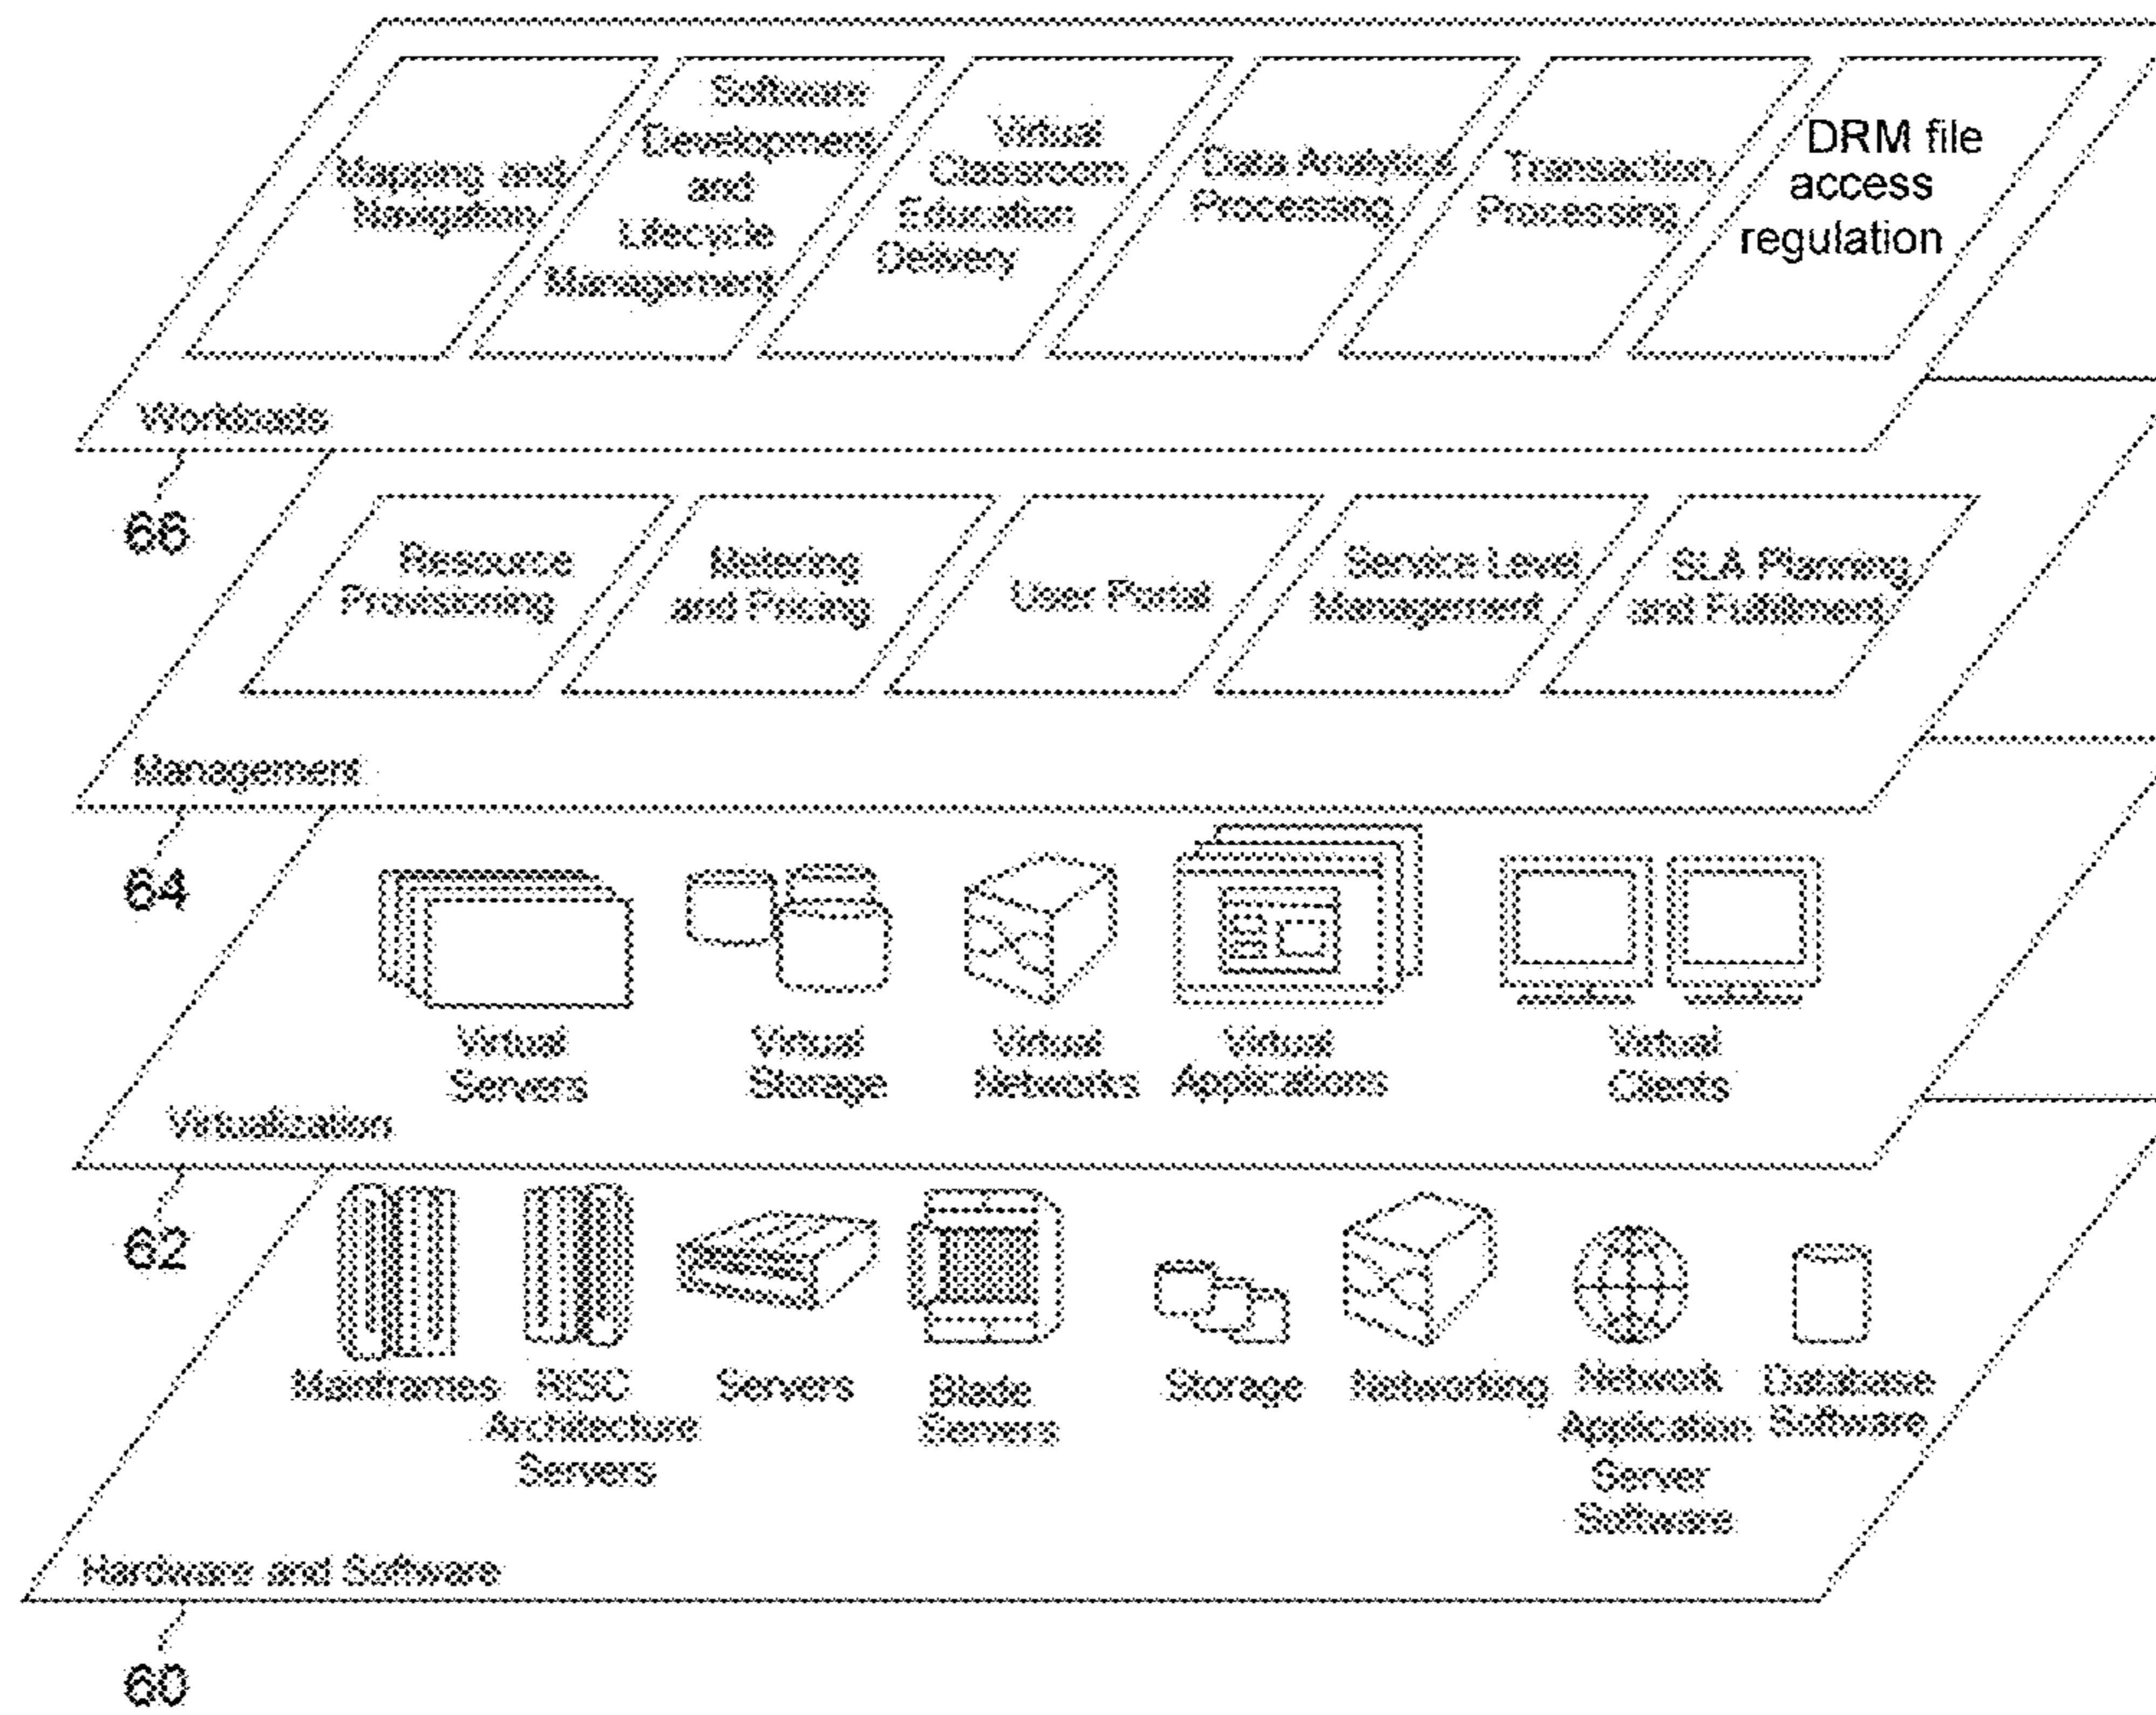 Mapping and
Navigation
Software
Development
and
Lifecycle
Management
Virtual
Classroom
Education
Delivery
Data Analytics
Processing
Transaction
Processing
DRM file
access
regulation
Workloads
66
Resource
Provisioning
Metering
and Pricing
User Portal
Service Level
Management
SLA Planning
and Fulfillment
Management
64
Virtual
Servers
Virtual
Storage
Virtual
Networks
Virtual
Applications
Virtual
Clients
Virtualization
62
Mainframes
RISC
Architecture
Servers
Servers
Blade
Servers
Storage
Networking
Network
Application
Server
Software
Database
Software
Hardware and Software
60